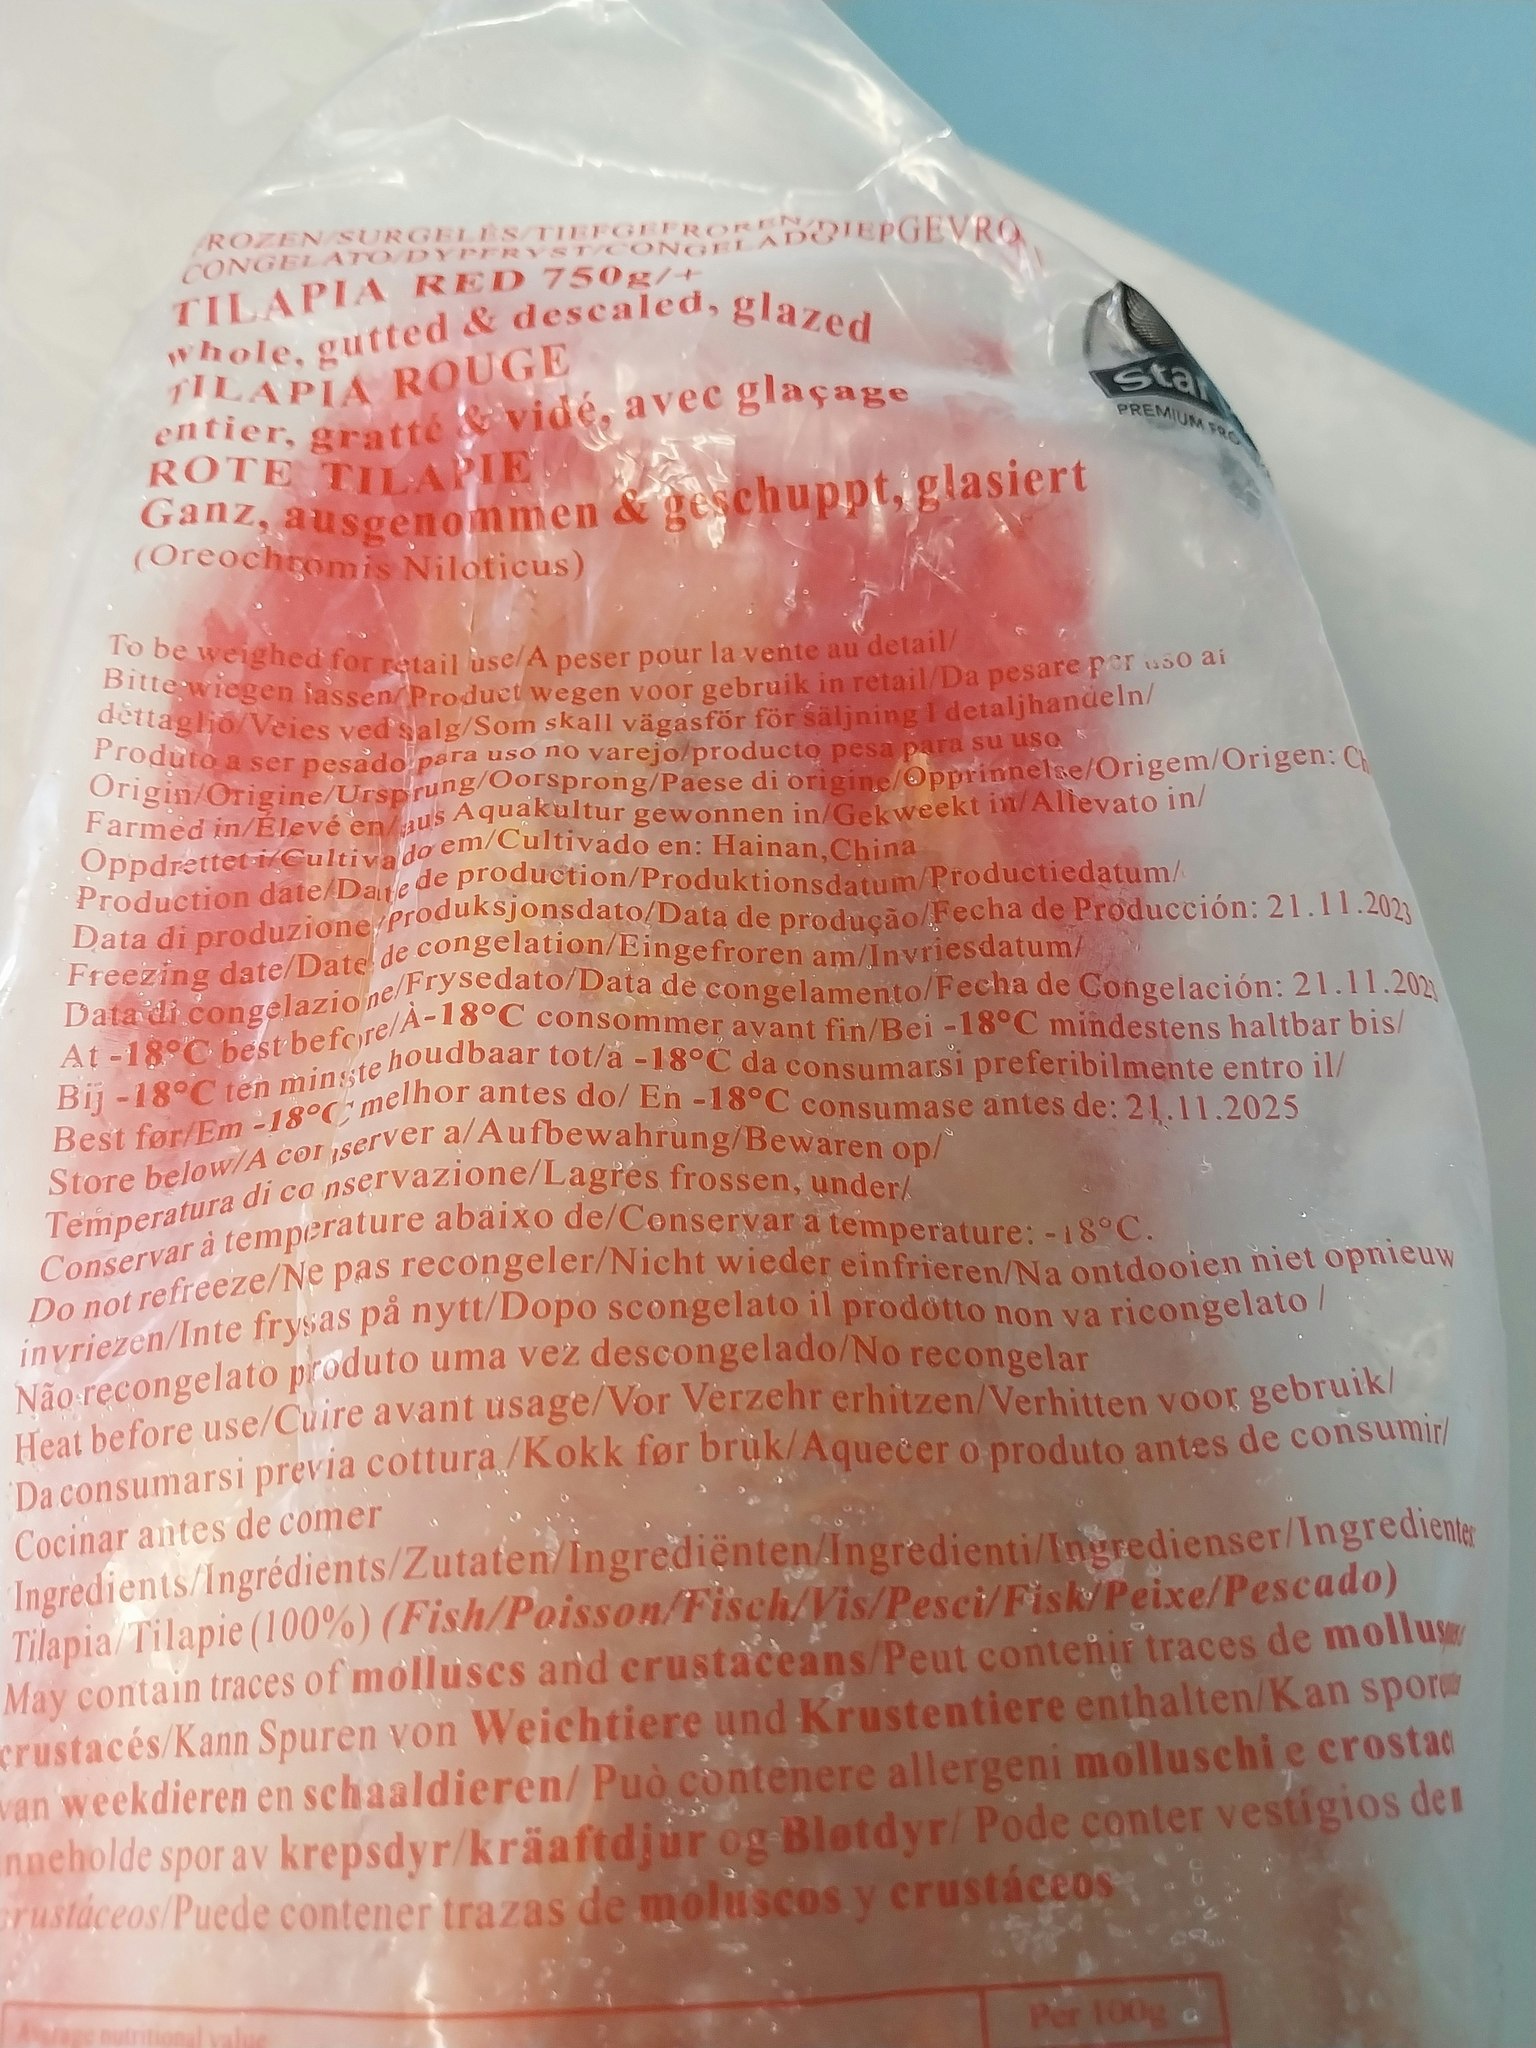 FROZEN/SURGELÉS/TIEFGEFROREN/DIEPGEVRO
CONGELATO/DYPFRYST/CONGELADO
TILAPIA RED 750g/+
whole, gutted & descaled, glazed
TILAPIA ROUGE
entier, gratté & vidé, avec glaçage
ROTE TILAPIE
Ganz, ausgenommen & geschuppt, glasiert
(Oreochromis Niloticus)
Star
PREMIUM FRO
To be weighed for retail use/A peser pour la vente au detail/
Bitte wiegen lassen/Product wegen voor gebruik in retail/Da pesare per uso al
dettaglio/Veies ved salg/Som skall vägasför för säljning I detaljhandeln/
Produto a ser pesado para uso no varejo/producto pesa para su uso
Origin/Origine/Ursprung/Oorsprong/Paese di origine/Opprinnelse/Origem/Origen: Ch
Farmed in/Élevé en/aus Aquakultur gewonnen in/Gekweekt in/Allevato in/
Oppdrettet i/Cultivado em/Cultivado en: Hainan,China
Production date/Date de production/Produktionsdatum/Productiedatum/
Data di produzione/Produksjonsdato/Data de produção/Fecha de Producción: 21.11.2023
Freezing date/Date de congelation/Eingefroren am/Invriesdatum/
Data di congelazione/Frysedato/Data de congelamento/Fecha de Congelación: 21.11.2023
At -18°C best before/À-18°C consommer avant fin/Bei -18°C mindestens haltbar bis/
Bij -18°C ten minste houdbaar tot/a -18°C da consumarsi preferibilmente entro il/
Best før/Em -18°C melhor antes do/ En -18°C consumase antes de: 21.11.2025
Store below/A conserver a/Aufbewahrung/Bewaren op/
Temperatura di conservazione/Lagres frossen, under/
Conservar à temperature abaixo de/Conservar a temperature: -18°C.
Do not refreeze/Ne pas recongeler/Nicht wieder einfrieren/Na ontdooien niet opnieuw
invriezen/Inte frysas på nytt/Dopo scongelato il prodotto non va ricongelato /
Não recongelato produto uma vez descongelado/No recongelar
Heat before use/Cuire avant usage/Vor Verzehr erhitzen/Verhitten voor gebruik/
Da consumarsi previa cottura /Kokk før bruk/Aquecer o produto antes de consumir/
Cocinar antes de comer
Ingredients/Ingrédients/Zutaten/Ingrediënten/Ingredienti/Ingredienser/Ingredientes
Tilapia/Tilapie (100%) (Fish/Poisson/Fisch/Vis/Pesci/Fisk/Peixe/Pescado)
May contain traces of molluscs and crustaceans/Peut contenir traces de mollus
crustacés/Kann Spuren von Weichtiere und Krustentiere enthalten/Kan spor
van weekdieren en schaaldieren/ Può contenere allergeni molluschi e crostac
nneholde spor av krepsdyr/kräaftdjur og Bløtdyr/ Pode conter vestígios de
crustáceos/Puede contener trazas de moluscos y crustáceos
Average nutritional value
Per 100g